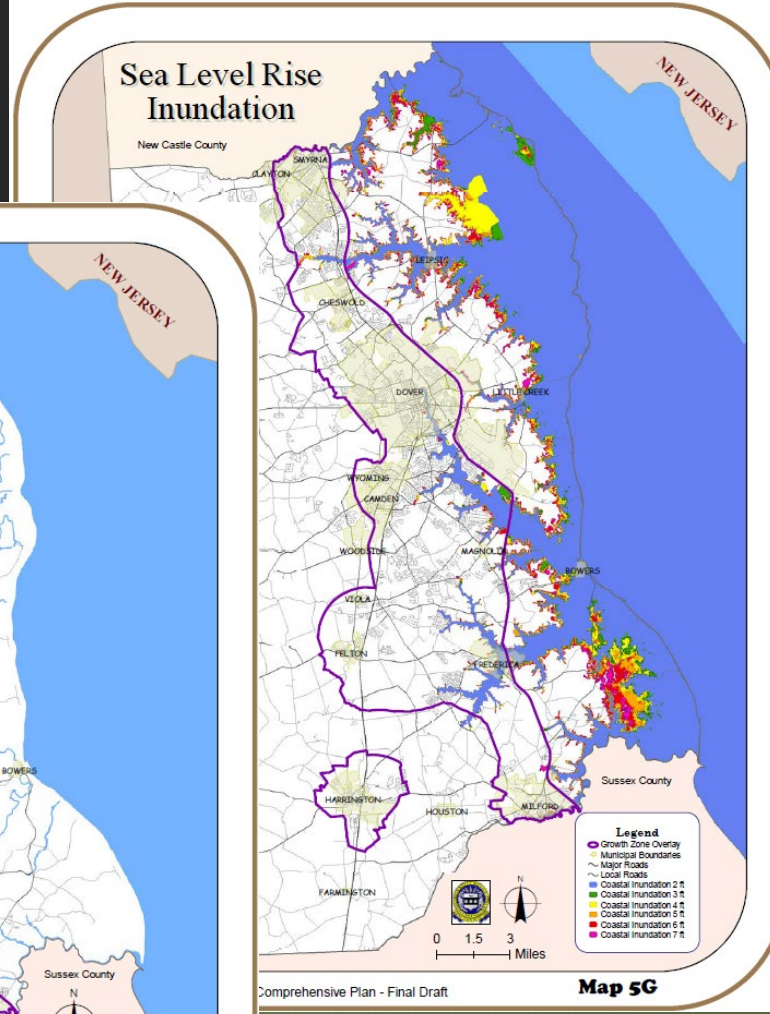 Sea Level Rise
Inundation
New Castle County
NEW JERSEY
SMYRNA
CLAYTON
LEIPSIC
CHESWOLD
DOVER
LITTLE CREEK
WYOMING
CAMDEN
WOODSIDE
MAGNOLIA
BOWERS
VIOLA
FELTON
FREDERICA
HARRINGTON
HOUSTON
MILFORD
FARMINGTON
Sussex County
Legend
Growth Zone Overlay
Municipal Boundaries
Major Roads
Local Roads
Coastal Inundation 2 ft
Coastal Inundation 3 ft
Coastal Inundation 4 ft
Coastal Inundation 5 ft
Coastal Inundation 6 ft
Coastal Inundation 7 ft
N
0 1.5 3
Miles
Comprehensive Plan - Final Draft
Map 5G
NEW JERSEY
BOWERS
Sussex County
N